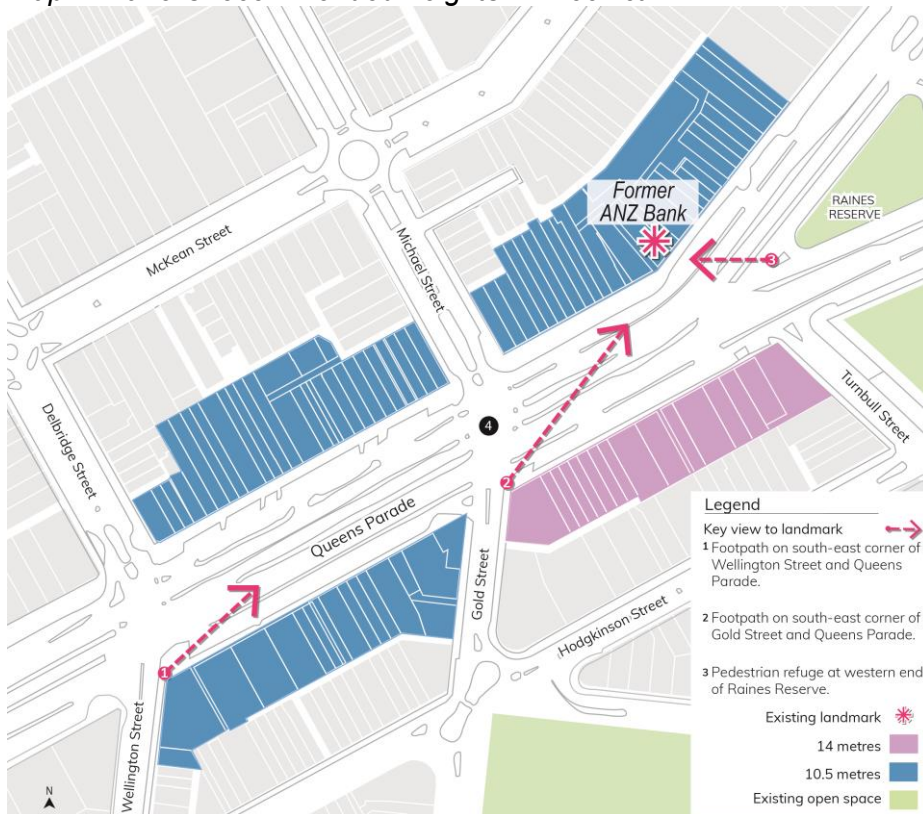 Former
ANZ Bank
RAINES
RESERVE
3
McKean Street
Michael Street
Delbridge Street
4
Turnbull Street
2
Queens Parade
Gold Street
Hodgkinson Street
1
Wellington Street
N
Legend
Key view to landmark
1 Footpath on south-east corner of
Wellington Street and Queens
Parade.
2 Footpath on south-east corner of
Gold Street and Queens Parade.
3 Pedestrian refuge at western end
of Raines Reserve.
Existing landmark
14 metres
10.5 metres
Existing open space